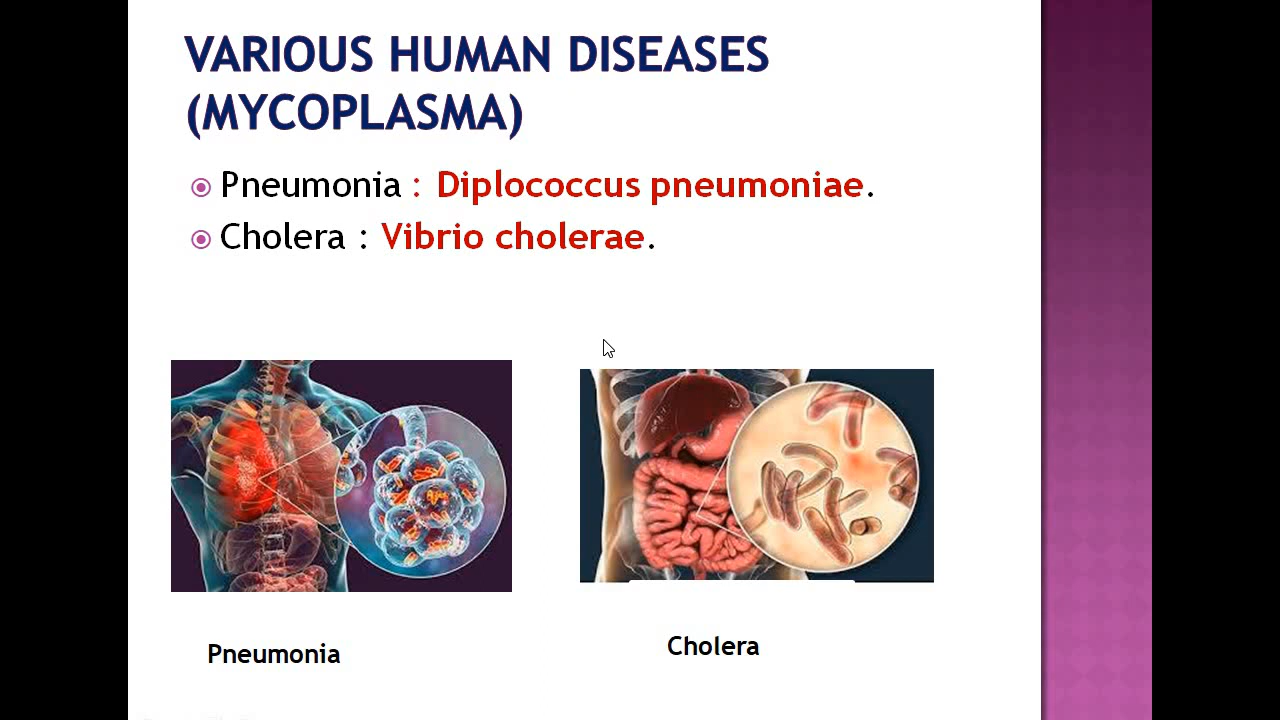 VARIOUS HUMAN DISEASES
(MYCOPLASMA)
Pneumonia : Diplococcus pneumoniae.
Cholera : Vibrio cholerae.
Pneumonia
Cholera